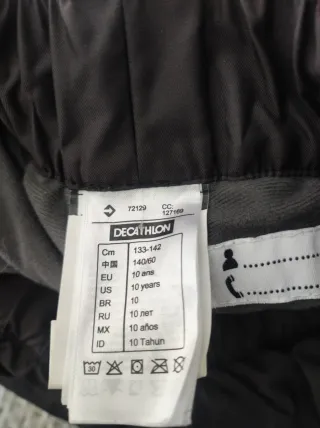 72129 CC:
127169
DECATHLON
Cm 133-142
中国 140/60
EU 10 ans
US 10 years
BR 10
RU 10 лет
MX 10 años
ID 10 Tahun
30